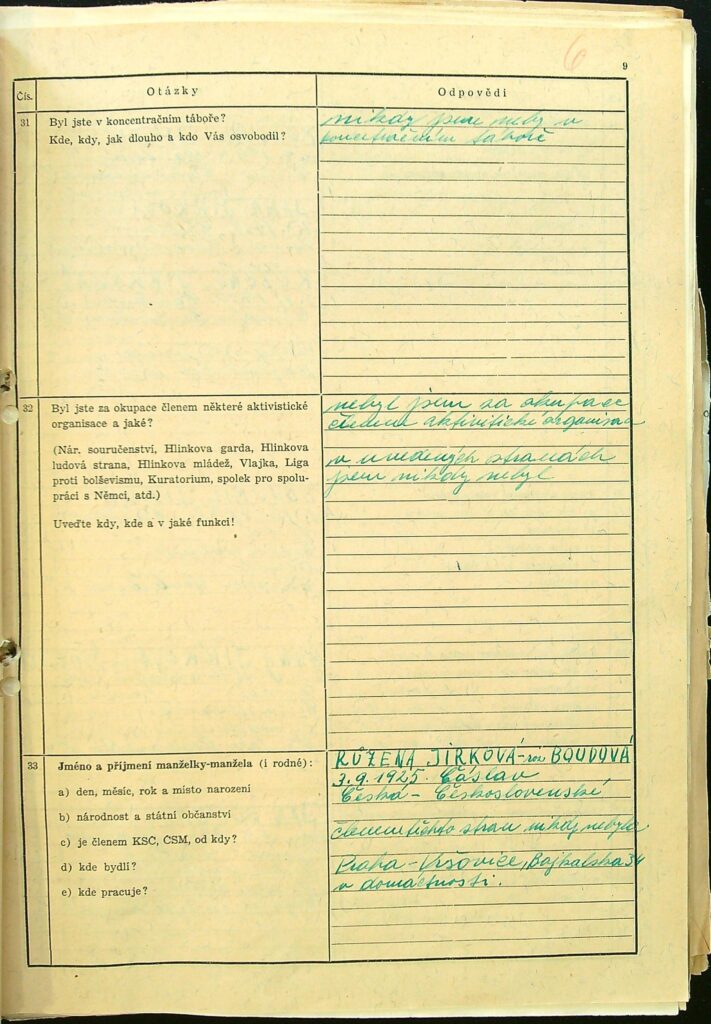 6
9
Čís.
Otázky
Odpovědi
31
Byl jste v koncentračním táboře?
Kde, kdy, jak dlouho a kdo Vás osvobodil?
nikdy jsem neby v
koncentračním táboře
32
Byl jste za okupace členem některé aktivistické
organisace a jaké?
(Nár. souručenství, Hlinkova garda, Hlinkova
ludová strana, Hlinkova mládež, Vlajka, Liga
proti bolševismu, Kuratorium, spolek pro spolu-
práci s Němci, atd.)
Uveďte kdy, kde a v jaké funkci!
nebyl jsem za okupace
členem aktivitické organisace
v uvedených stranách
jsem nikdy nebyl
33
Jméno a příjmení manželky-manžela (i rodné):
a) den, měsíc, rok a místo narození
b) národnost a státní občanství
c) je členem KSČ, ČSM, od kdy?
d) kde bydlí?
e) kde pracuje?
RŮŽENA JÍRKOVÁ-roz BOUDOVÁ
3.9.1925. Čáslav
Česká - Československé
členem těchto stran nikdy nebyla
Praha-Vršovice, Bajkalska 34
v domácnosti.